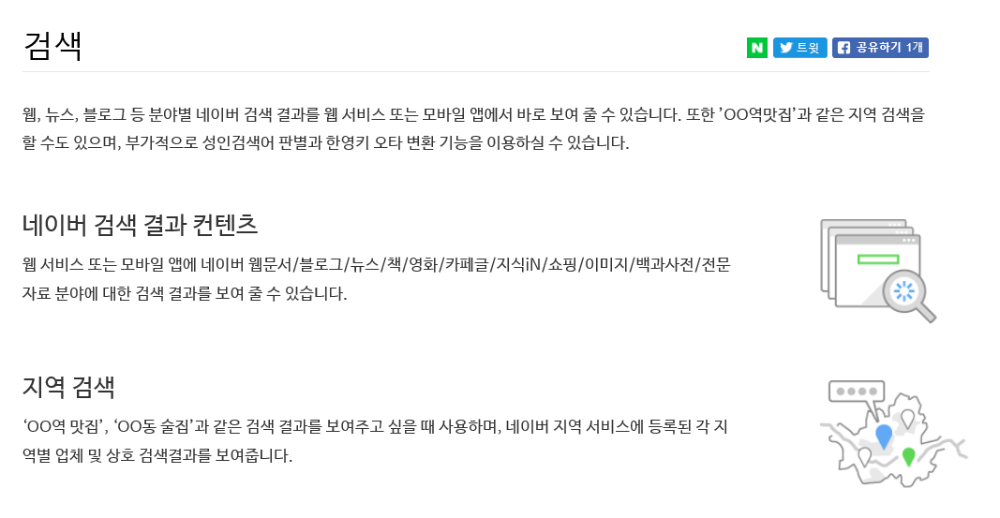 검색
N 트윗 공유하기 1개
웹, 뉴스, 블로그 등 분야별 네이버 검색 결과를 웹 서비스 또는 모바일 앱에서 바로 보여 줄 수 있습니다. 또한 ’OO역맛집’과 같은 지역 검색을
할 수도 있으며, 부가적으로 성인검색어 판별과 한영키 오타 변환 기능을 이용하실 수 있습니다.
네이버 검색 결과 컨텐츠
웹 서비스 또는 모바일 앱에 네이버 웹문서/블로그/뉴스/책/영화/카페글/지식iN/쇼핑/이미지/백과사전/전문
자료 분야에 대한 검색 결과를 보여 줄 수 있습니다.
지역 검색
‘OO역 맛집’, ‘OO동 술집’과 같은 검색 결과를 보여주고 싶을 때 사용하며, 네이버 지역 서비스에 등록된 각 지
역별 업체 및 상호 검색결과를 보여줍니다.